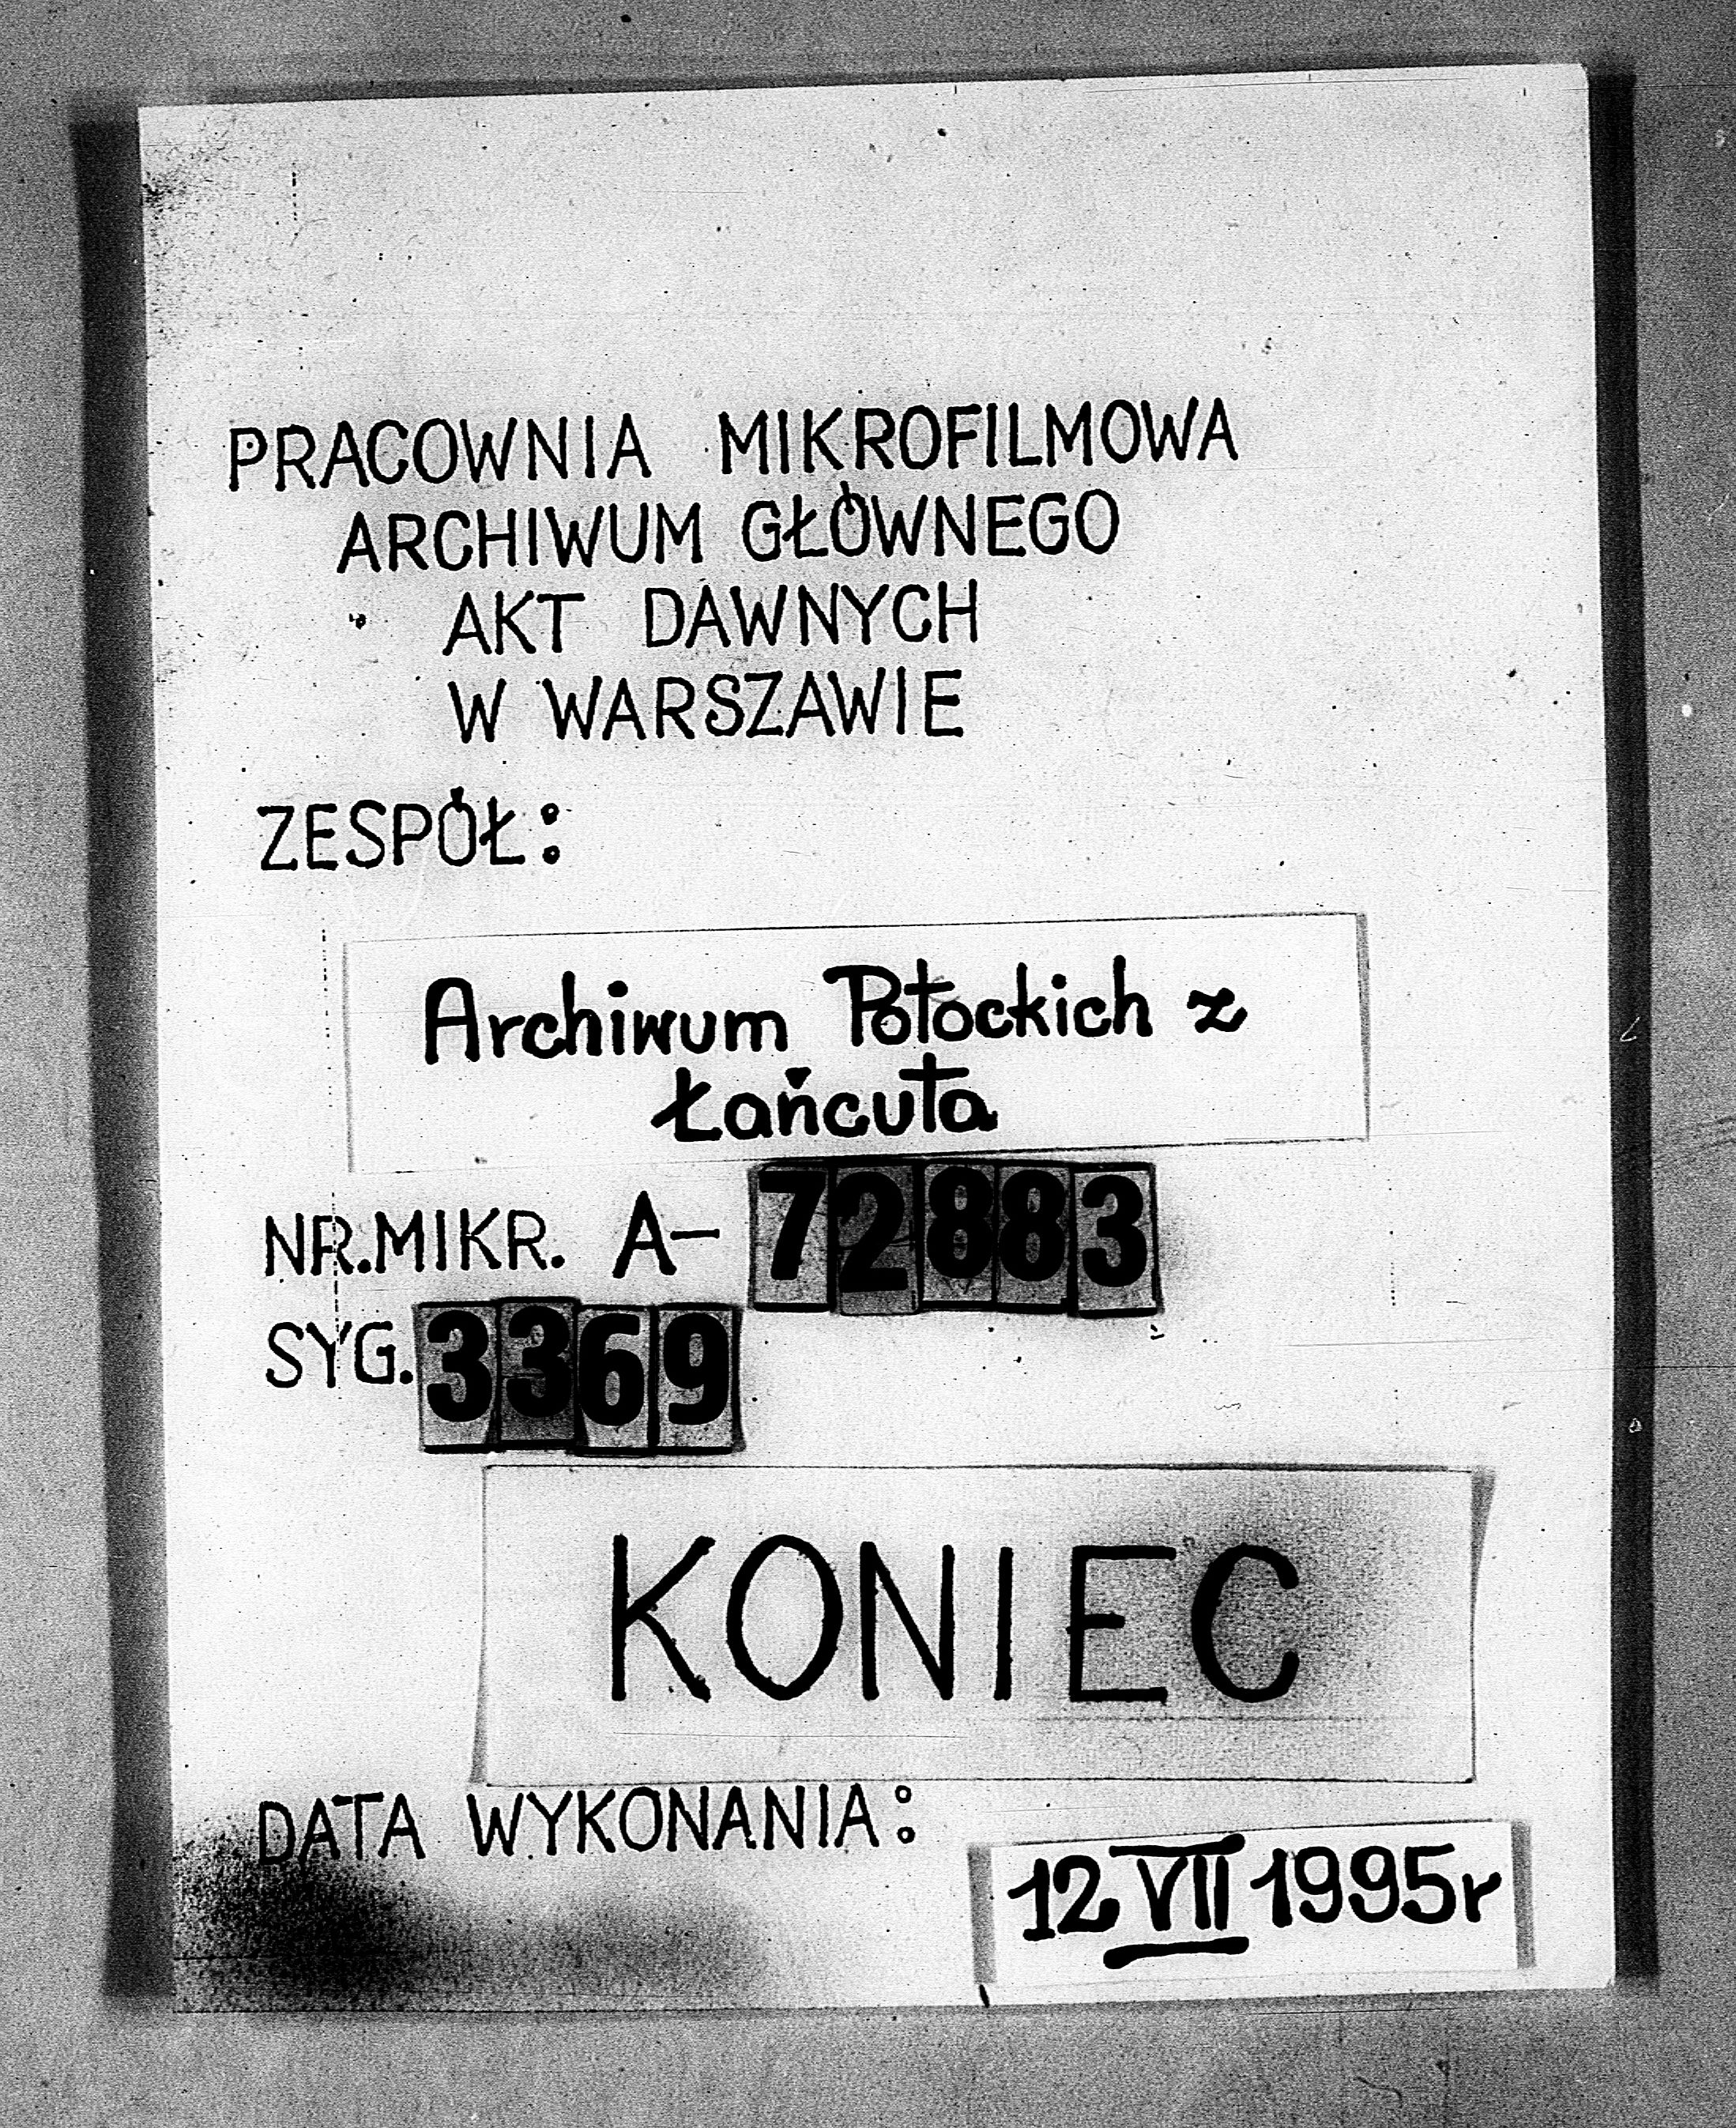 PRACOWNIA MIKROFILMOWA
ARCHIWUM GŁÓWNEGO
AKT DAWNYCH
W WARSZAWIE
ZESPÓŁ:
Archiwum Potockich z
Łańcuta
NR.MIKR. A- 72883
SYG. 3369
KONIEC
DATA WYKONANIA:
12 VII 1995r